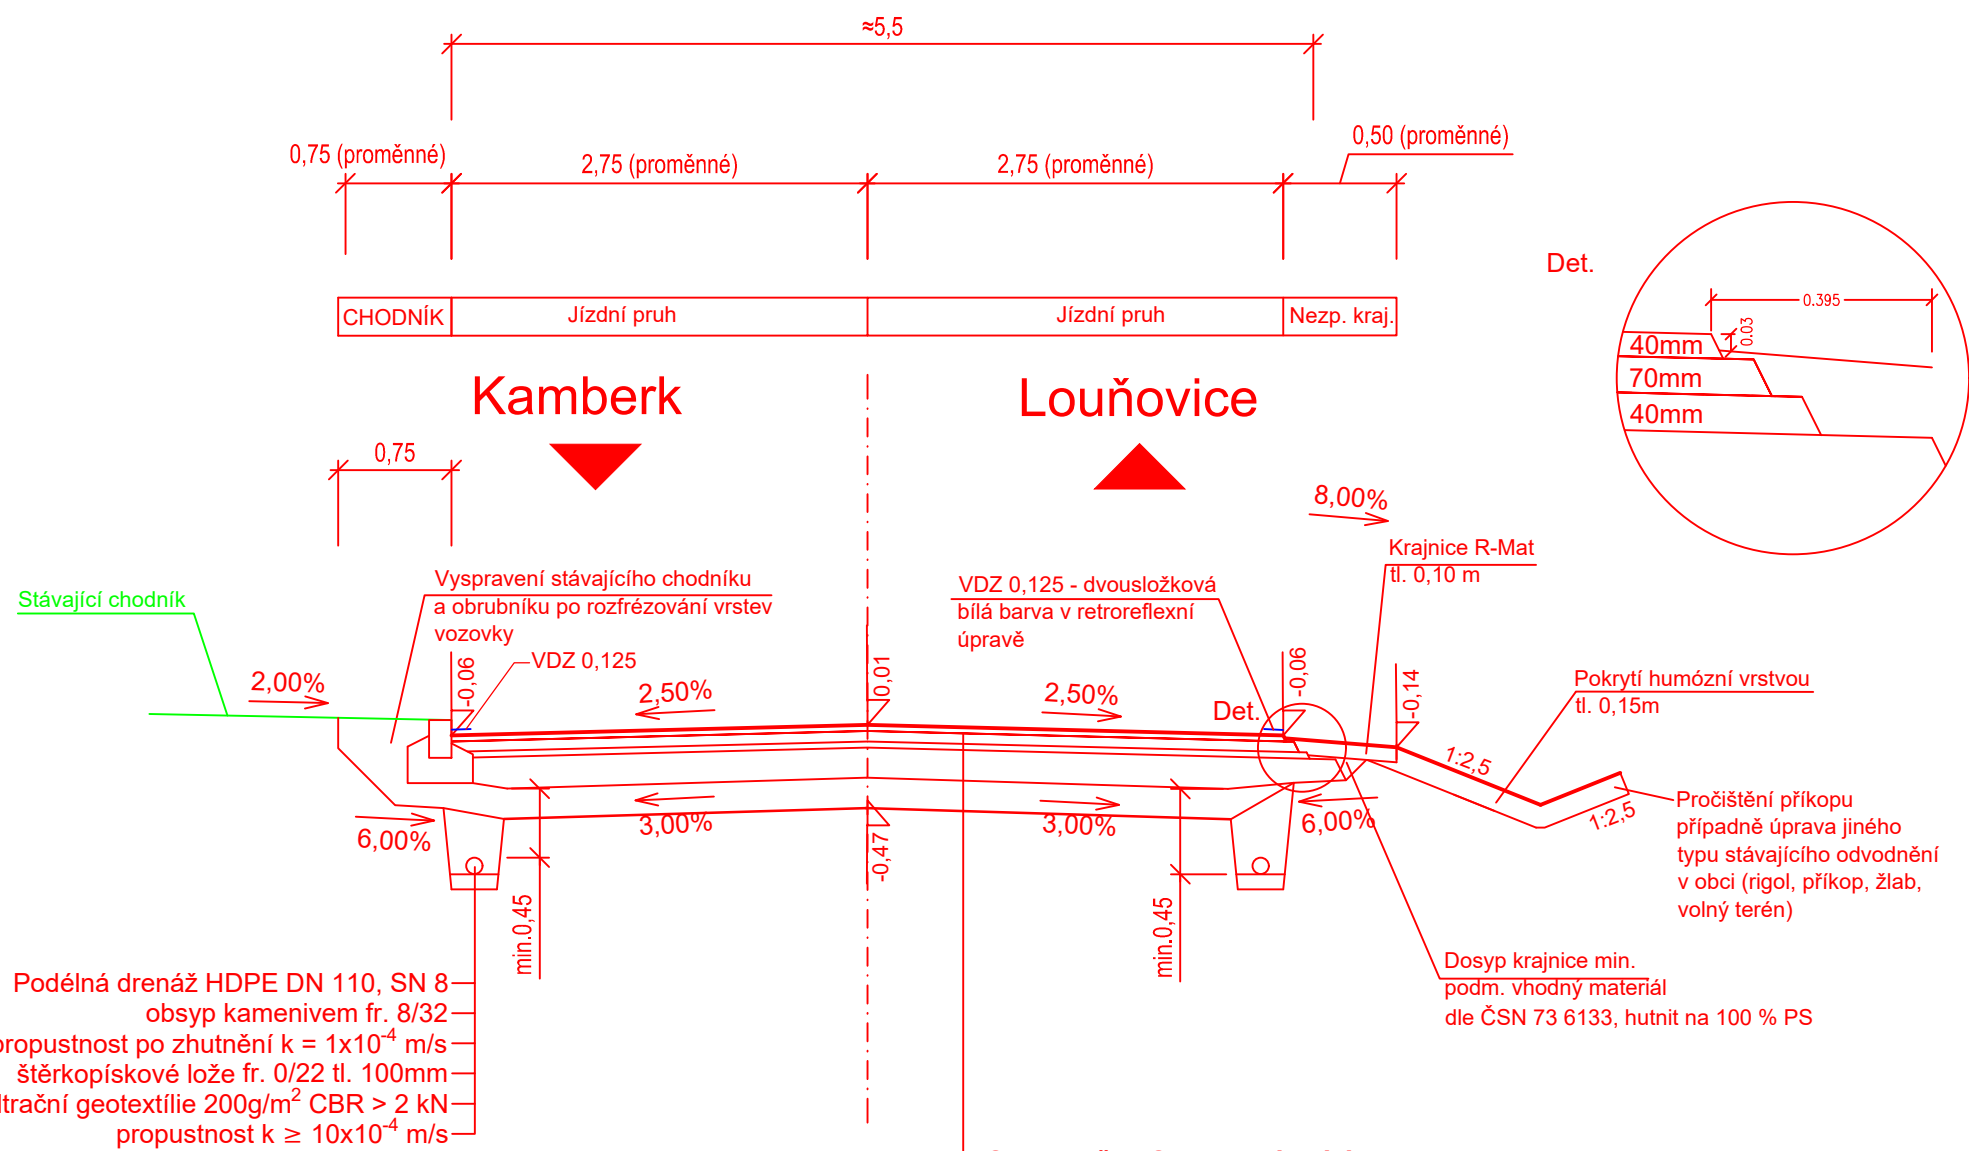 ≈5,5
0,75 (proměnné)
2,75 (proměnné)
2,75 (proměnné)
0,50 (proměnné)
CHODNÍK
Jízdní pruh
Jízdní pruh
Nezp. kraj.
Det.
0.395
0.03
40mm
70mm
40mm
Kamberk
Louňovice
0,75
8,00%
Krajnice R-Mat
tl. 0,10 m
Stávající chodník
Vyspravení stávajícího chodníku
a obrubníku po rozfrézování vrstev
vozovky
VDZ 0,125
VDZ 0,125 - dvousložková
bílá barva v retroreflexní
úpravě
2,00%
-0,06
2,50%
0,01
2,50%
Det.
-0,06
-0,14
Pokrytí humózní vrstvou
tl. 0,15m
1:2,5
1:2,5
Pročištění příkopu
případně úprava jiného
typu stávajícího odvodnění
v obci (rigol, příkop, žlab,
volný terén)
6,00%
3,00%
-0,47
3,00%
6,00%
min.0,45
min.0,45
Dosyp krajnice min.
podm. vhodný materiál
dle ČSN 73 6133, hutnit na 100 % PS
Podélná drenáž HDPE DN 110, SN 8
obsyp kamenivem fr. 8/32
propustnost po zhutnění k = 1x10⁻⁴ m/s
štěrkopískové lože fr. 0/22 tl. 100mm
geotextílie 200g/m² CBR > 2 kN
propustnost k ≥ 10x10⁻⁴ m/s